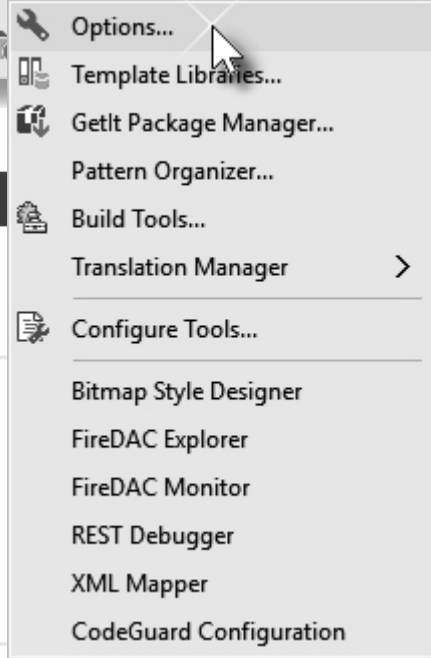 Options...
Template Libraries...
GetIt Package Manager...
Pattern Organizer...
Build Tools...
Translation Manager
Configure Tools...
Bitmap Style Designer
FireDAC Explorer
FireDAC Monitor
REST Debugger
XML Mapper
CodeGuard Configuration